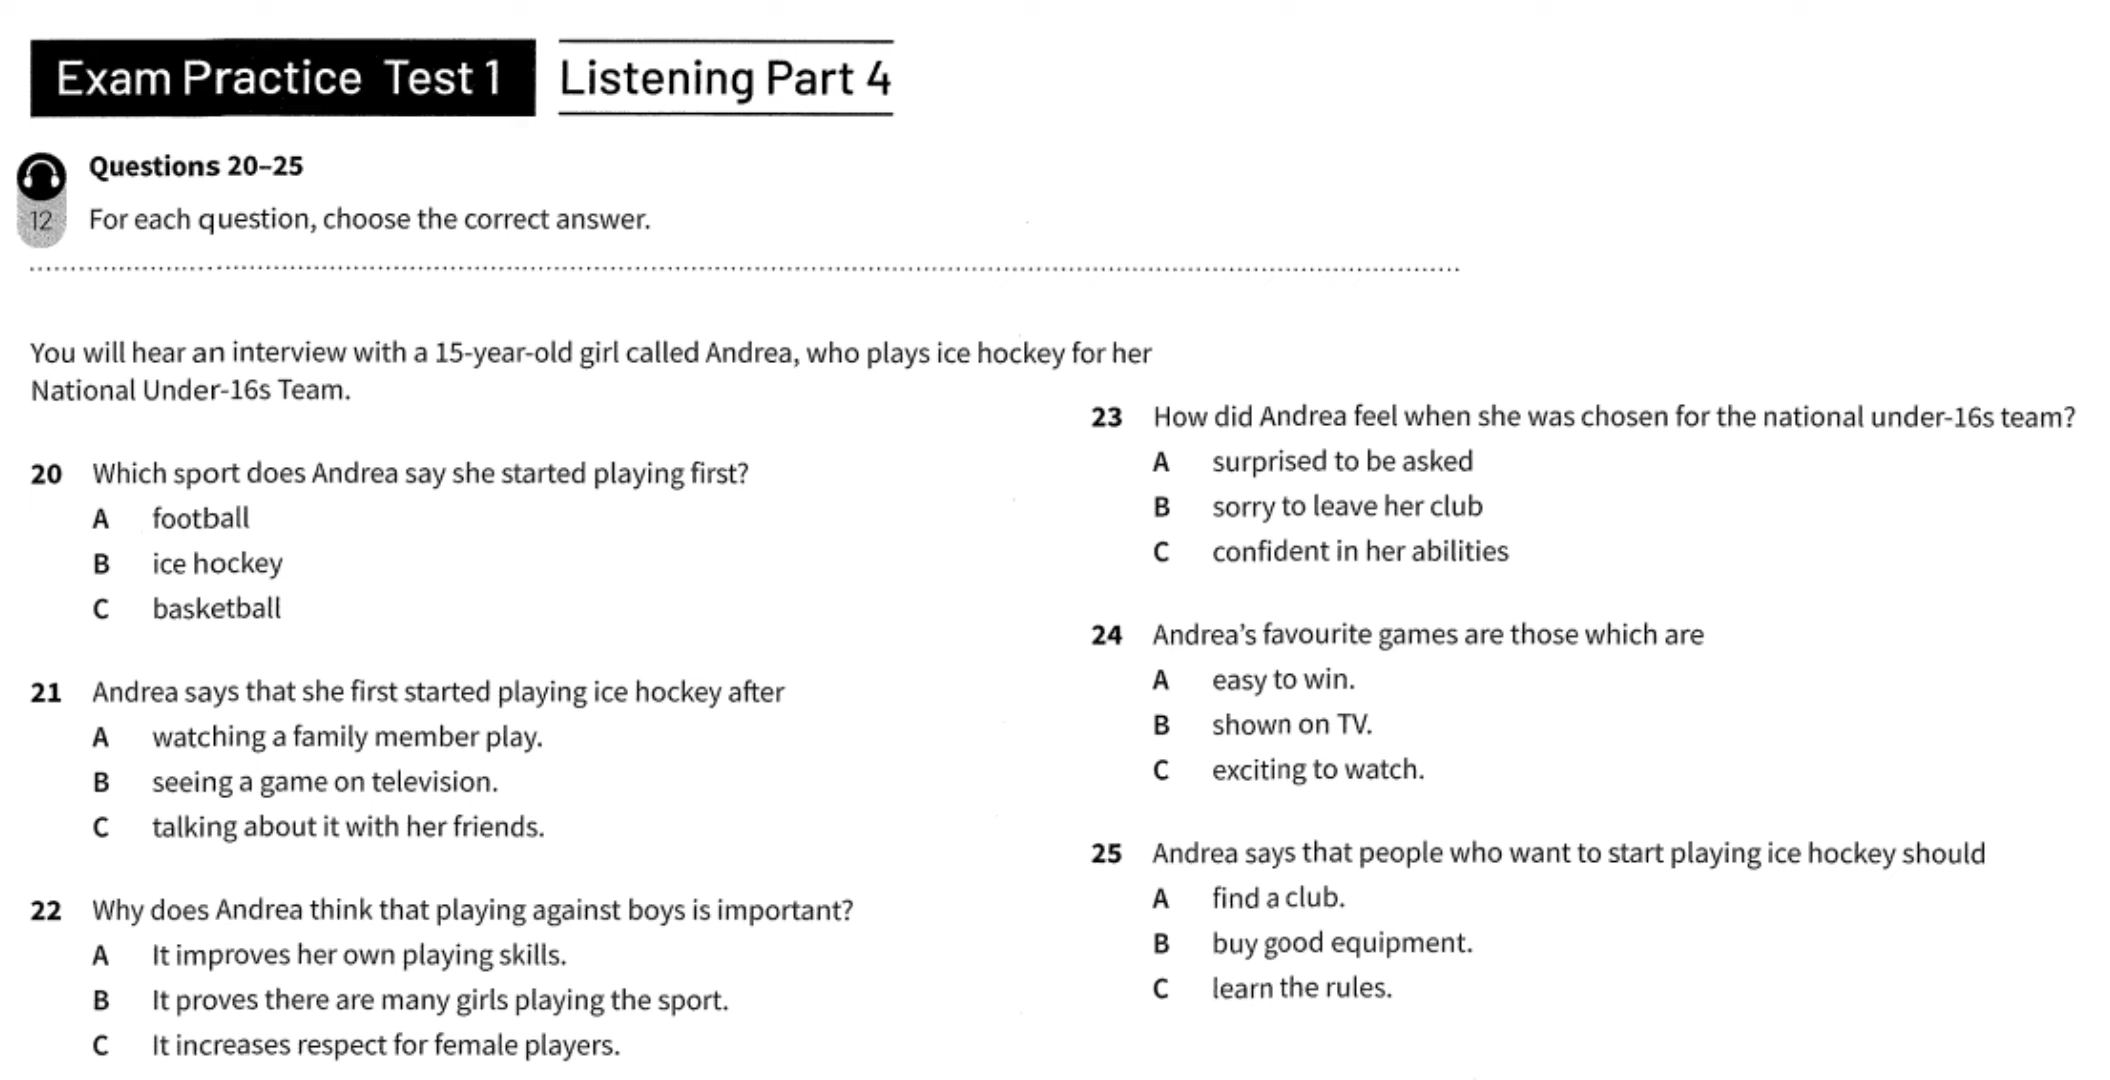 Exam Practice Test 1
Listening Part 4
Questions 20–25
12
For each question, choose the correct answer.
You will hear an interview with a 15-year-old girl called Andrea, who plays ice hockey for her
National Under-16s Team.
20 Which sport does Andrea say she started playing first?
A football
B ice hockey
C basketball
21 Andrea says that she first started playing ice hockey after
A watching a family member play.
B seeing a game on television.
C talking about it with her friends.
22 Why does Andrea think that playing against boys is important?
A It improves her own playing skills.
B It proves there are many girls playing the sport.
C It increases respect for female players.
23 How did Andrea feel when she was chosen for the national under-16s team?
A surprised to be asked
B sorry to leave her club
C confident in her abilities
24 Andrea's favourite games are those which are
A easy to win.
B shown on TV.
C exciting to watch.
25 Andrea says that people who want to start playing ice hockey should
A find a club.
B buy good equipment.
C learn the rules.